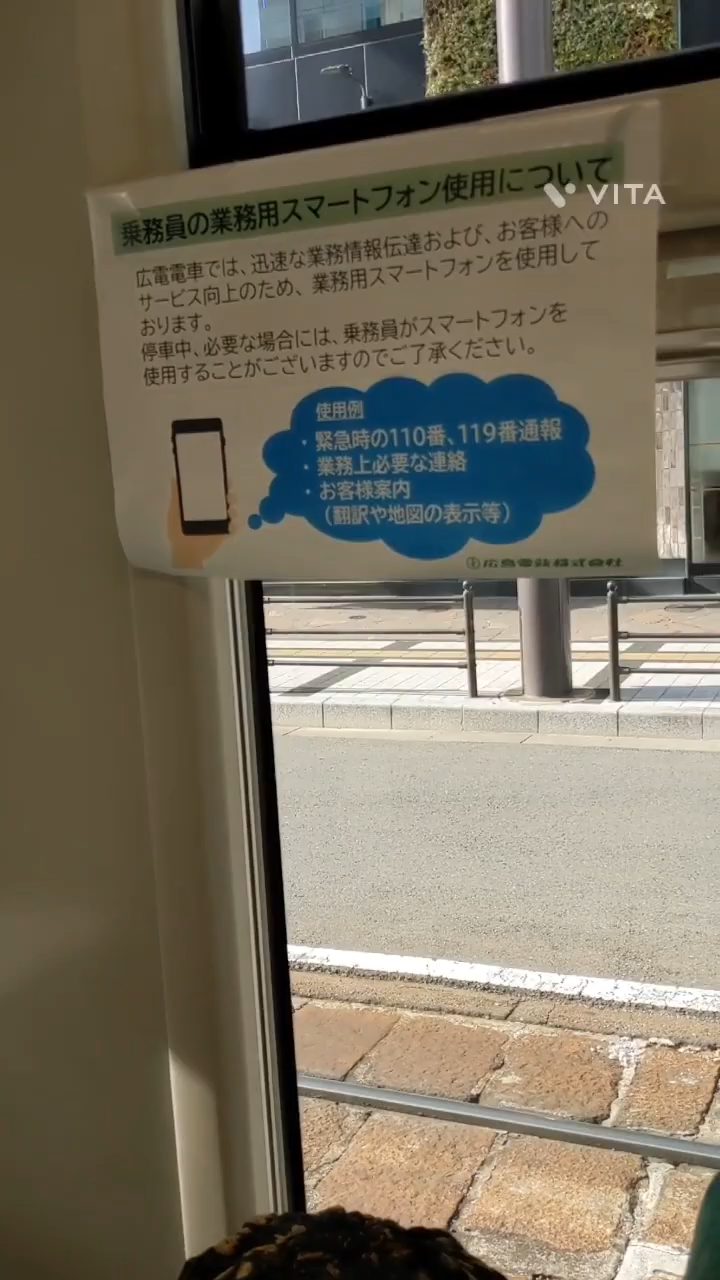 VITA
乗務員の業務用スマートフォン使用について
広電電車では、迅速な業務情報伝達および、お客様への
サービス向上のため、業務用スマートフォンを使用して
おります。
停車中、必要な場合には、乗務員がスマートフォンを
使用することがございますのでご了承ください。
使用例
・緊急時の110番、119番通報
・業務上必要な連絡
・お客様案内
（翻訳や地図の表示等）
広島電鉄株式会社